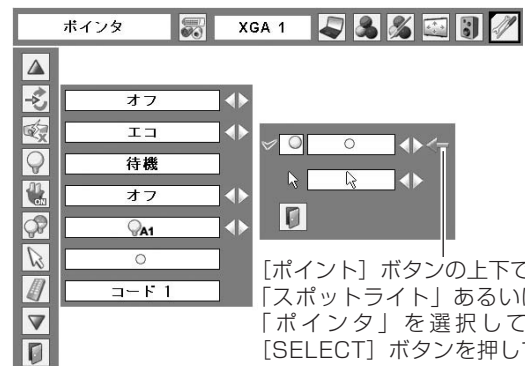 ポインタ
XGA 1
オフ
エコ
待機
ON
オフ
A1
コード 1
［ポイント］ボタンの上下で
「スポットライト」あるいは
「ポインタ」を選択して
［SELECT］ボタンを押して